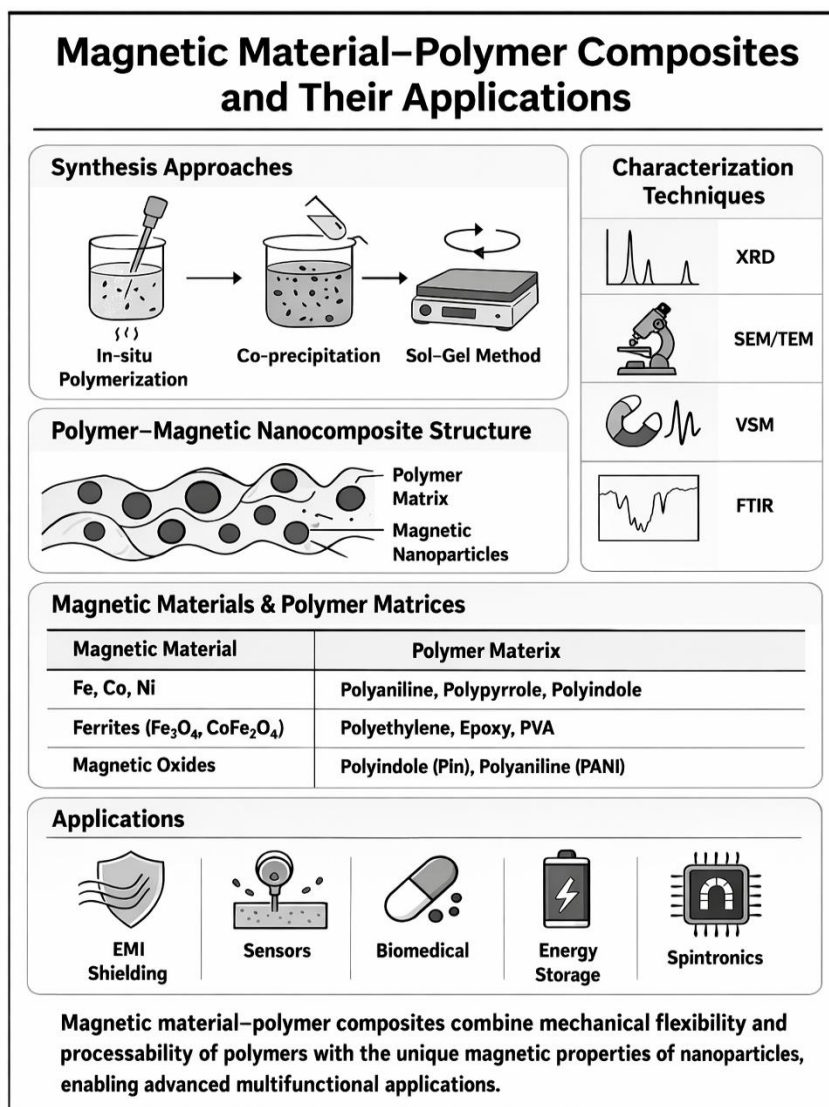 Magnetic Material–Polymer Composites
and Their Applications
Synthesis Approaches
In-situ
Polymerization
Co-precipitation
Sol–Gel Method
Characterization
Techniques
XRD
SEM/TEM
VSM
FTIR
Polymer–Magnetic Nanocomposite Structure
Polymer
Matrix
Magnetic
Nanoparticles
Magnetic Materials & Polymer Matrices
Magnetic Material Polymer Materix
Fe, Co, Ni Polyaniline, Polypyrrole, Polyindole
Ferrites (Fe₃O₄, CoFe₂O₄) Polyethylene, Epoxy, PVA
Magnetic Oxides Polyindole (Pin), Polyaniline (PANI)
Applications
EMI
Shielding
Sensors
Biomedical
Energy
Storage
Spintronics
Magnetic material–polymer composites combine mechanical flexibility and
processability of polymers with the unique magnetic properties of nanoparticles,
enabling advanced multifunctional applications.